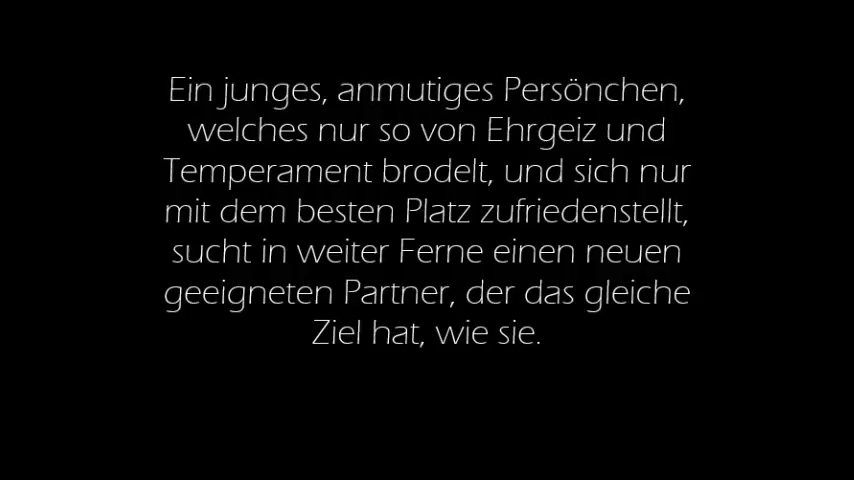 Ein junges, anmutiges Persönchen,
welches nur so von Ehrgeiz und
Temperament brodelt, und sich nur
mit dem besten Platz zufriedenstellt,
sucht in weiter Ferne einen neuen
geeigneten Partner, der das gleiche
Ziel hat, wie sie.